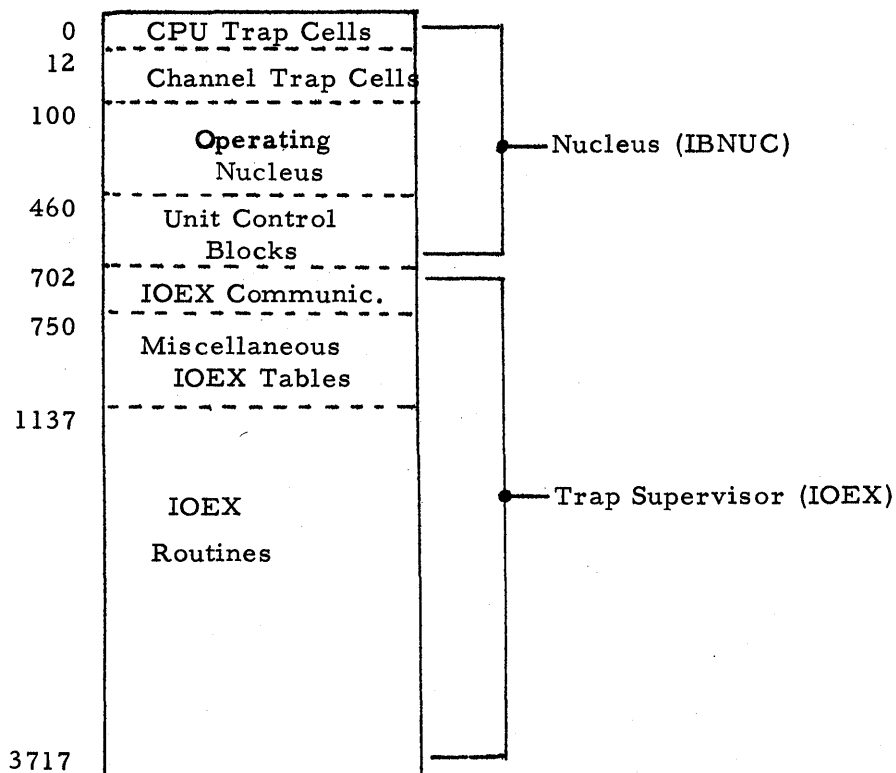 0
CPU Trap Cells
12
Channel Trap Cells
100
Operating
Nucleus
Nucleus (IBNUC)
460
Unit Control
Blocks
702
IOEX Communic.
750
Miscellaneous
IOEX Tables
1137
IOEX
Routines
Trap Supervisor (IOEX)
3717